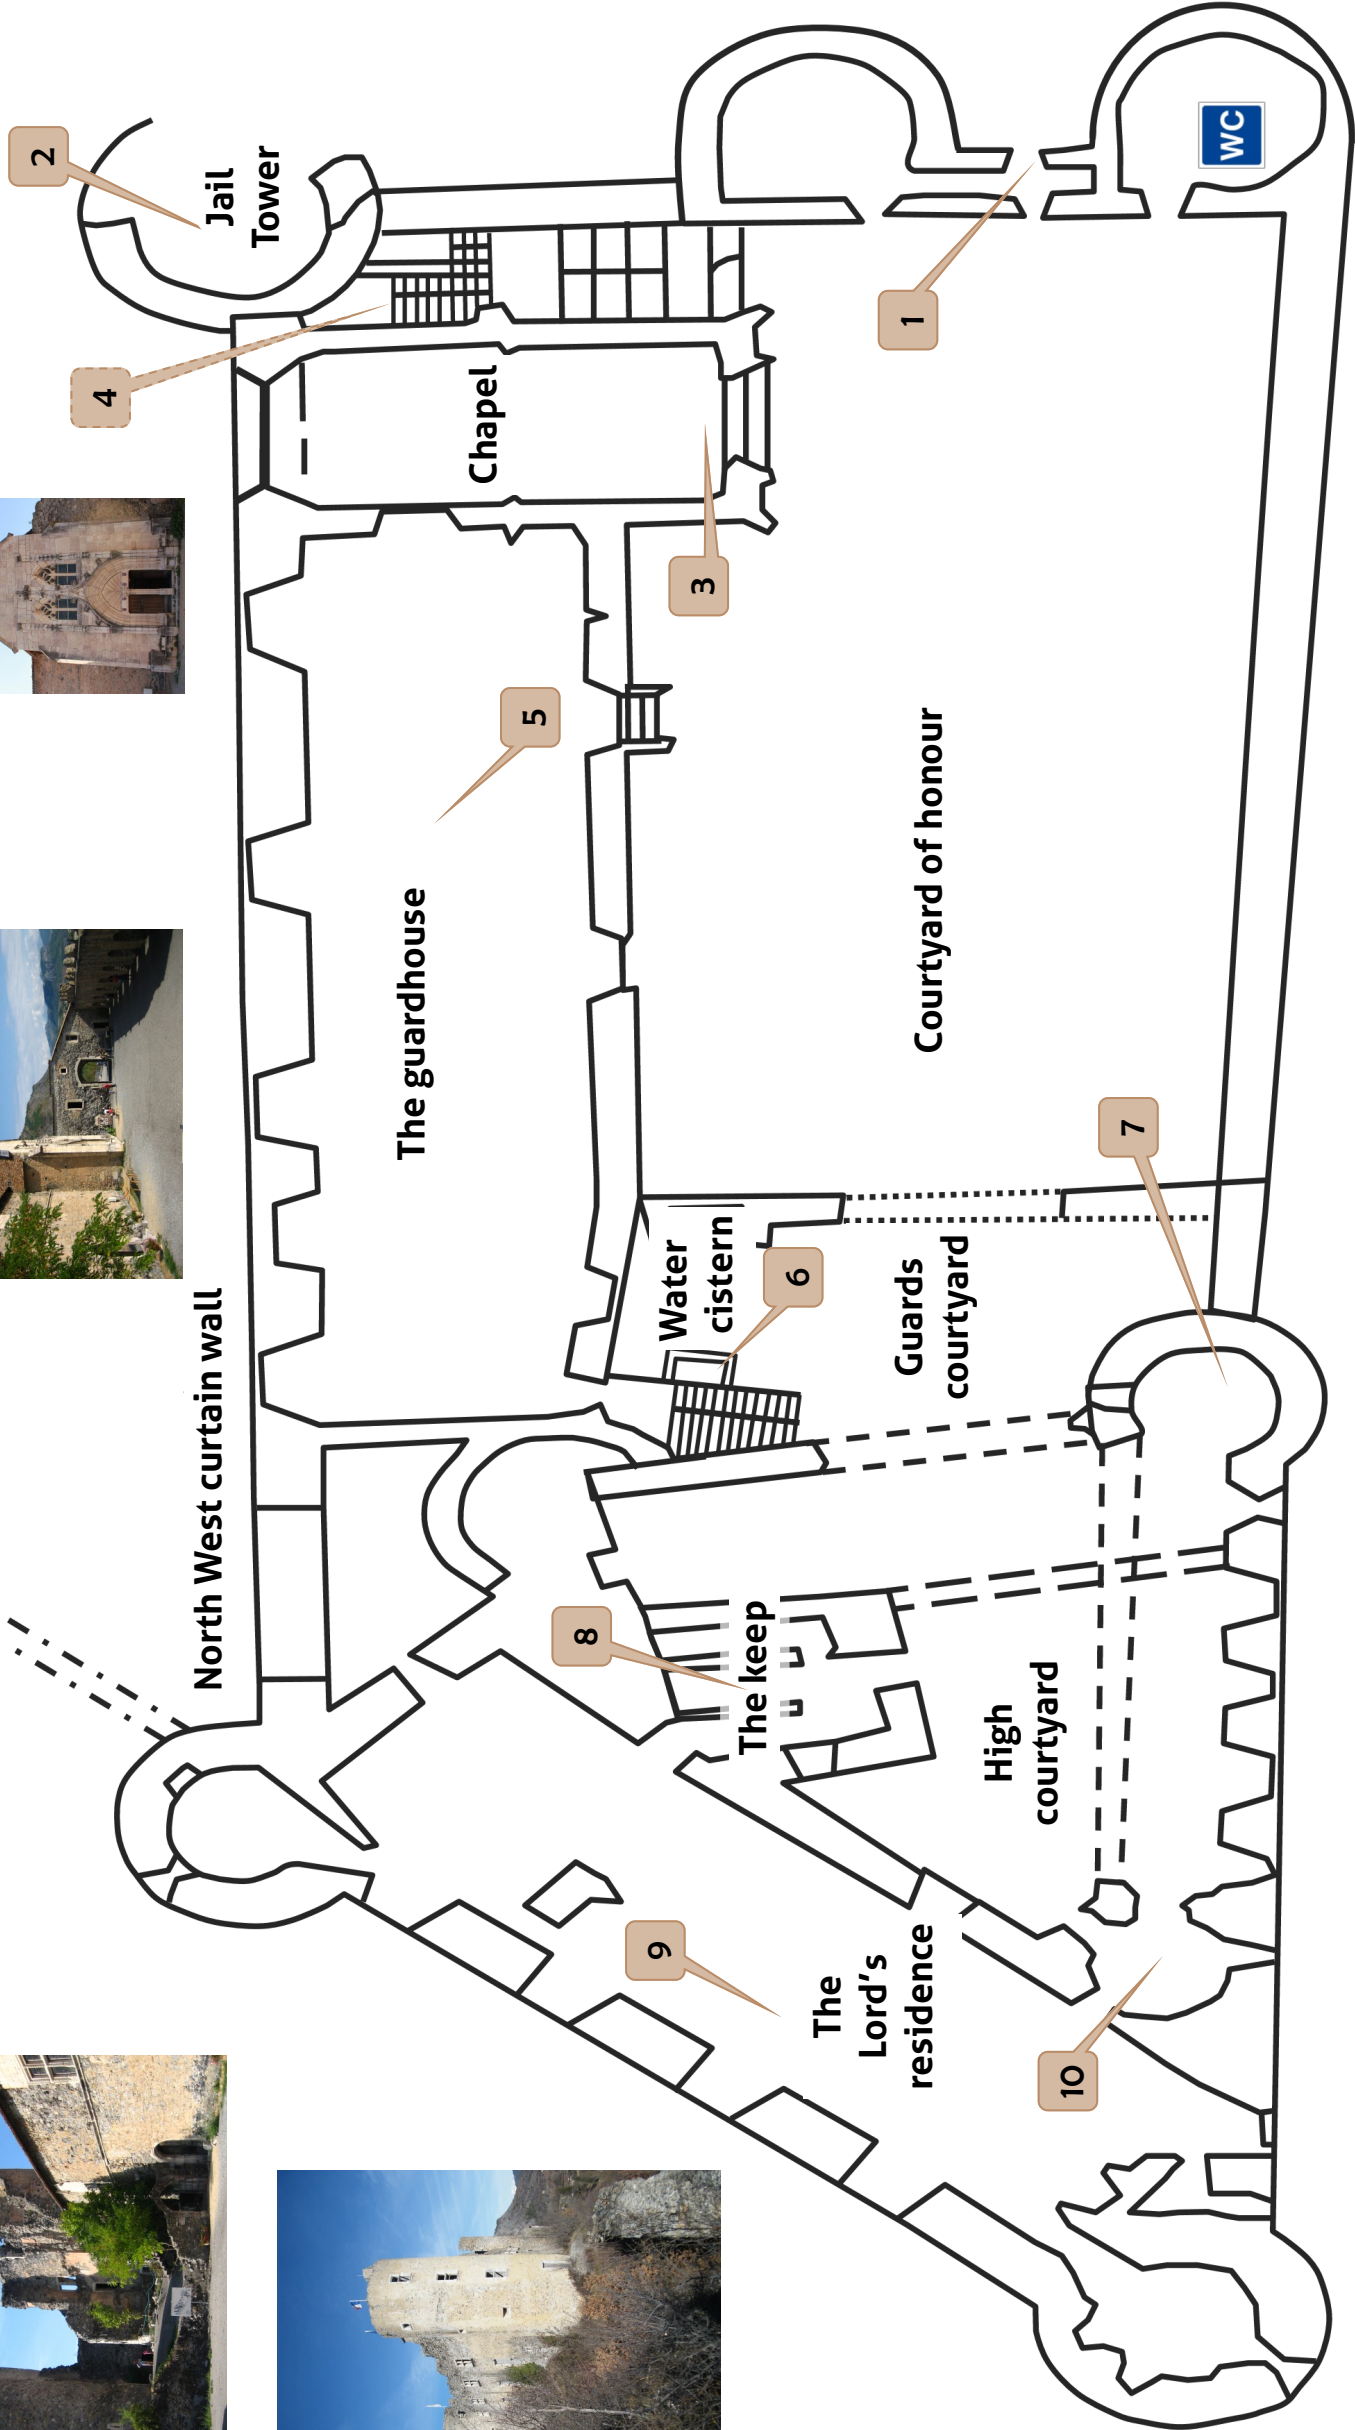 2
Jail
Tower
4
WC
1
Chapel
3
5
The guardhouse
Courtyard of honour
7
Water
cistern
6
Guards
courtyard
North West curtain wall
8
The keep
High
courtyard
9
The
Lord's
residence
10